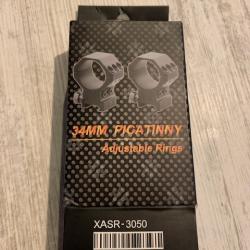 34MM PICATINNY
Adjustable Rings
XASR-3050